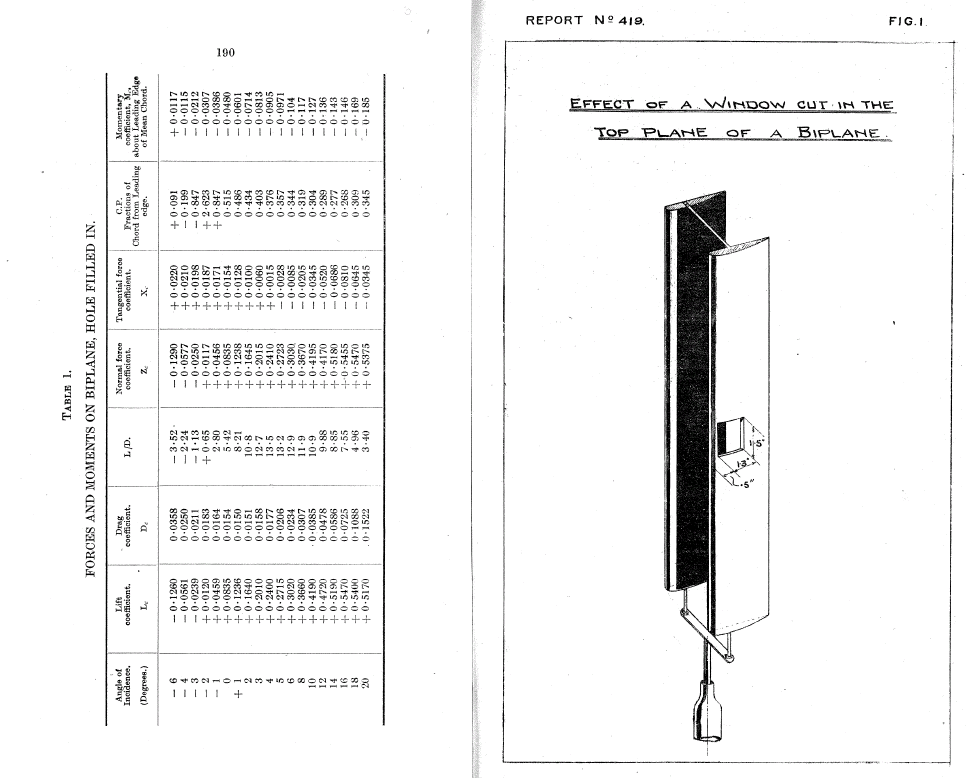 190
TABLE 1.
FORCES AND MOMENTS ON BIPLANE, HOLE FILLED IN.
Angle of Incidence. (Degrees.) | Lift coefficient. Lc | Drag coefficient. Dc | L/D. | Normal force coefficient. Zc | Tangential force coefficient. Xc | C.P. Fractions of Chord from Leading edge. | Momentary coefficient, Mc, about Leading Edge of Mean Chord.
− 6 − 0·1260 0·0358 − 3·52 − 0·1290 + 0·0220 + 0·091 + 0·0117
− 4 − 0·0561 0·0250 − 2·24 − 0·0577 + 0·0210 − 0·199 − 0·0115
− 3 − 0·0239 0·0211 − 1·13 − 0·0250 + 0·0198 − 0·847 − 0·0212
− 2 + 0·0120 0·0183 + 0·65 + 0·0117 + 0·0187 + 2·623 − 0·0307
− 1 + 0·0459 0·0164 2·80 + 0·0456 + 0·0171 + 0·847 − 0·0386
0 + 0·0835 0·0154 5·42 + 0·0835 + 0·0154 0·515 − 0·0480
+ 1 + 0·1236 0·0150 8·21 + 0·1238 + 0·0128 0·486 − 0·0601
2 + 0·1640 0·0151 10·8 + 0·1645 + 0·0100 0·434 − 0·0714
3 + 0·2010 0·0158 12·7 + 0·2015 + 0·0060 0·403 − 0·0813
4 + 0·2400 0·0177 13·5 + 0·2410 + 0·0015 0·376 − 0·0905
5 + 0·2715 0·0206 13·2 + 0·2723 − 0·0028 0·357 − 0·0971
6 + 0·3020 0·0234 12·9 + 0·3030 − 0·0085 0·344 − 0·104
8 + 0·3660 0·0307 11·9 + 0·3670 − 0·0205 0·319 − 0·117
10 + 0·4190 0·0385 10·9 + 0·4195 − 0·0345 0·304 − 0·127
12 + 0·4720 0·0478 9·88 + 0·4170 − 0·0520 0·289 − 0·136
14 + 0·5190 0·0586 8·85 + 0·5180 − 0·0686 0·277 − 0·143
16 + 0·5470 0·0725 7·55 + 0·5455 − 0·0810 0·268 − 0·146
18 + 0·5400 0·1088 4·96 + 0·5470 − 0·0645 0·309 − 0·169
20 + 0·5170 0·1522 3·40 + 0·5375 − 0·0345 0·345 − 0·185
REPORT Nº 419.
FIG.1.
EFFECT OF A WINDOW CUT IN THE
TOP PLANE OF A BIPLANE.
1·5"
1·3"
·5"